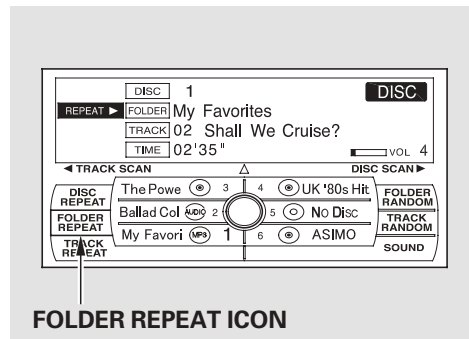 DISC 1 DISC
REPEAT ▶ FOLDER My Favorites
TRACK 02 Shall We Cruise?
TIME 02'35" VOL 4
◀ TRACK SCAN △ DISC SCAN ▶
DISC REPEAT The Powe 3 4 UK '80s Hit FOLDER RANDOM
FOLDER REPEAT Ballad Col AUDIO 2 5 No Disc TRACK RANDOM
TRACK REPEAT My Favori MP3 1 6 ASIMO SOUND
FOLDER REPEAT ICON